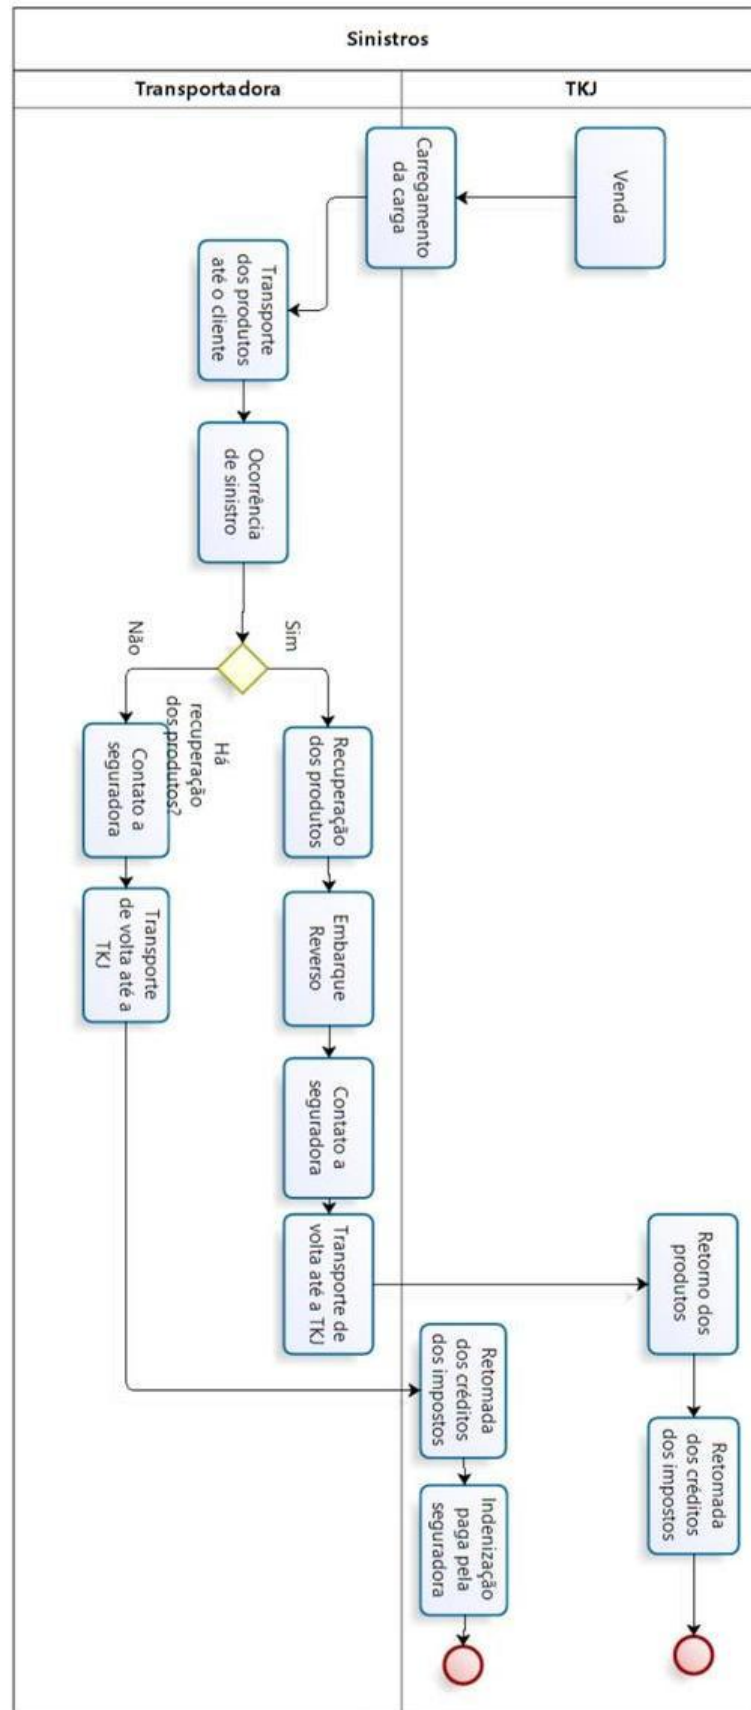 Sinistros
Transportadora
TKJ
Venda
Carregamento
da carga
Transporte
dos produtos
até o cliente
Ocorrência
de sinistro
Sim
Não
Há
recuperação
dos produtos?
Recuperação
dos produtos
Embarque
Reverso
Contato a
seguradora
Transporte de
volta até a TKJ
Contato a
seguradora
Transporte
de volta até a
TKJ
Retorno dos
produtos
Retomada
dos créditos
dos impostos
Retomada
dos créditos
dos impostos
Indenização
paga pela
seguradora